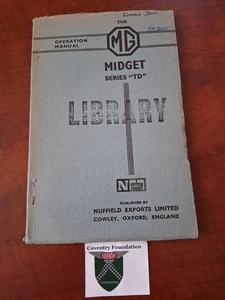 THE
OPERATION
MANUAL
MG
MIDGET
SERIES "TD"
LIBRARY
N
PUBLISHED BY
NUFFIELD EXPORTS LIMITED
COWLEY, OXFORD, ENGLAND
Coventry Foundation